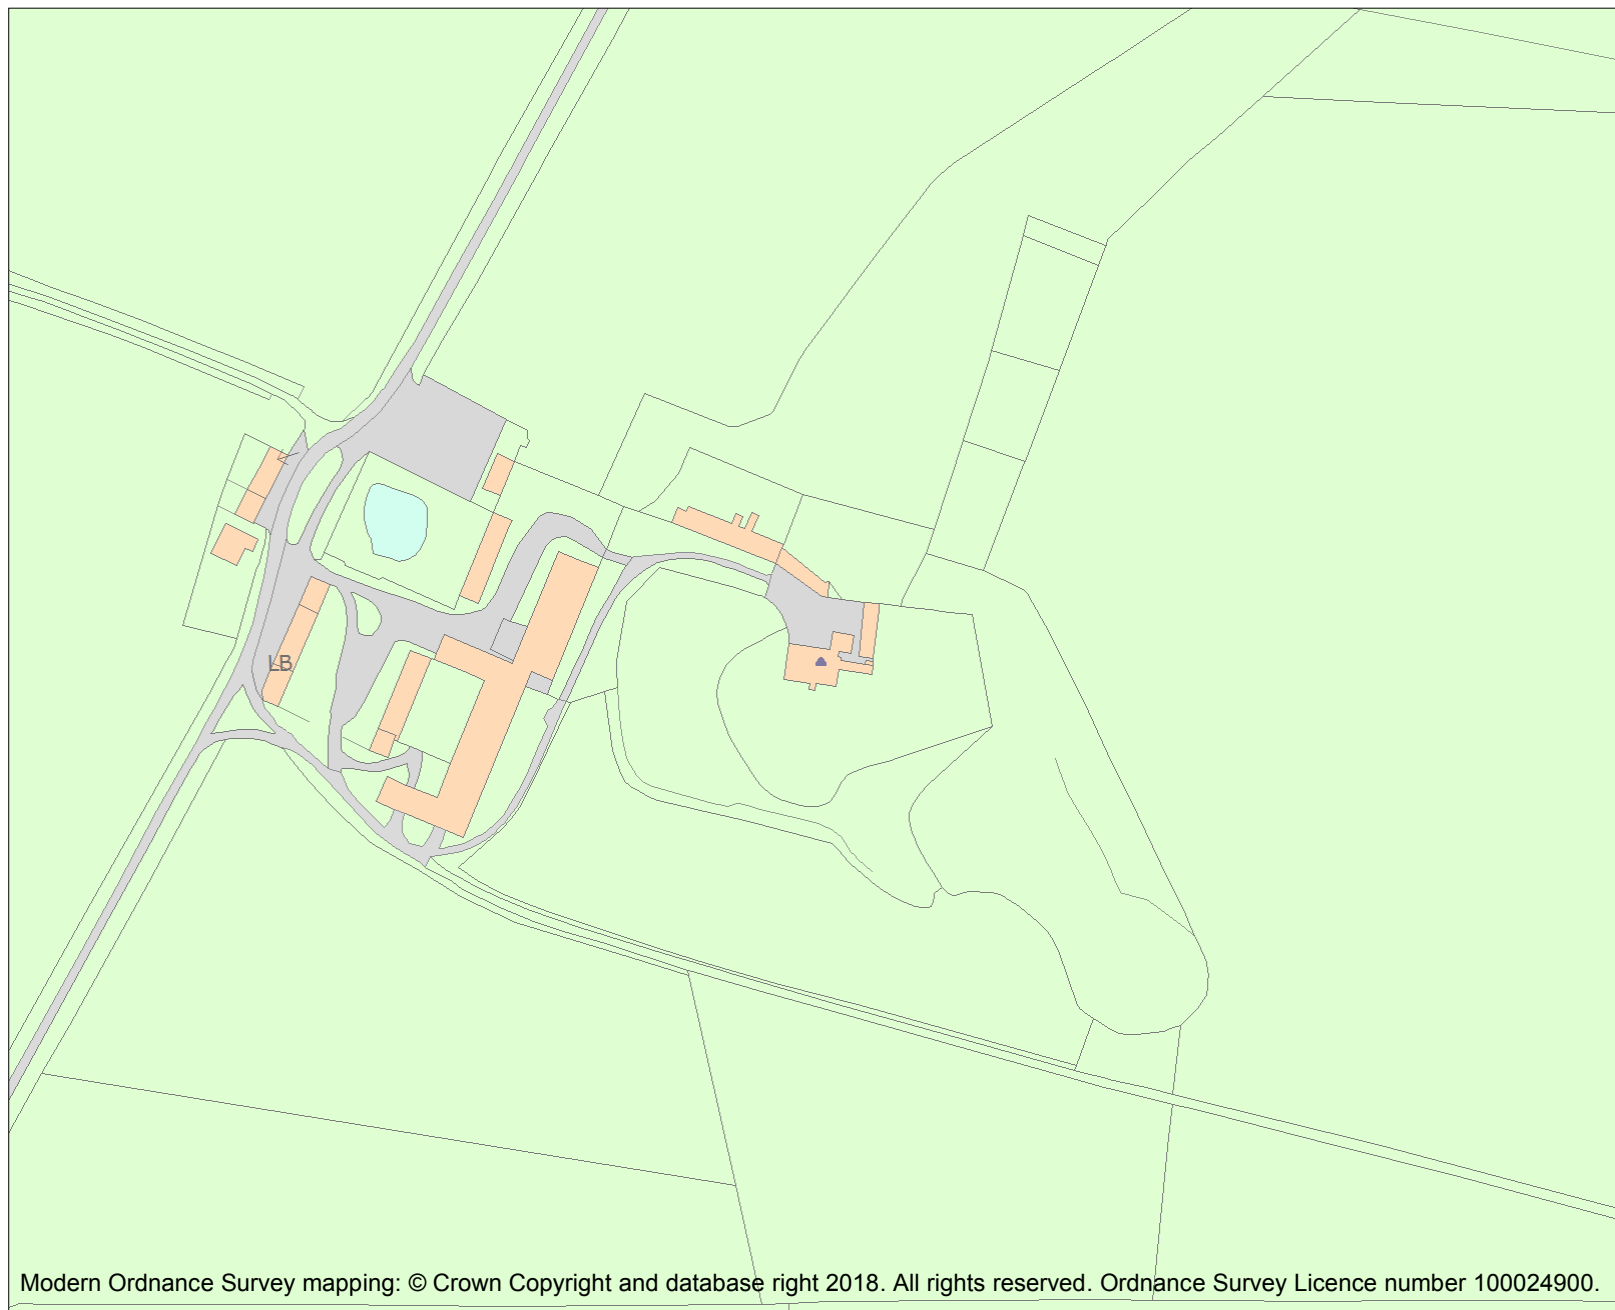 LB
Modern Ordnance Survey mapping: © Crown Copyright and database right 2018. All rights reserved. Ordnance Survey Licence number 100024900.